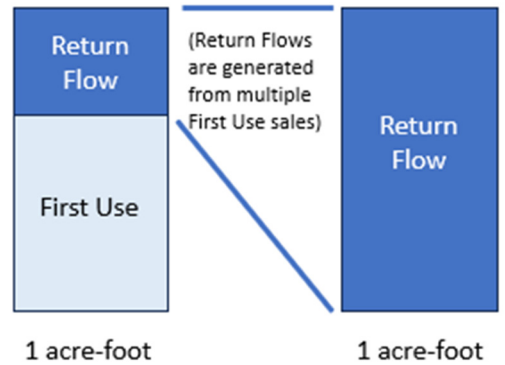 Return
Flow
First Use
1 acre-foot
(Return Flows
are generated
from multiple
First Use sales)
Return
Flow
1 acre-foot